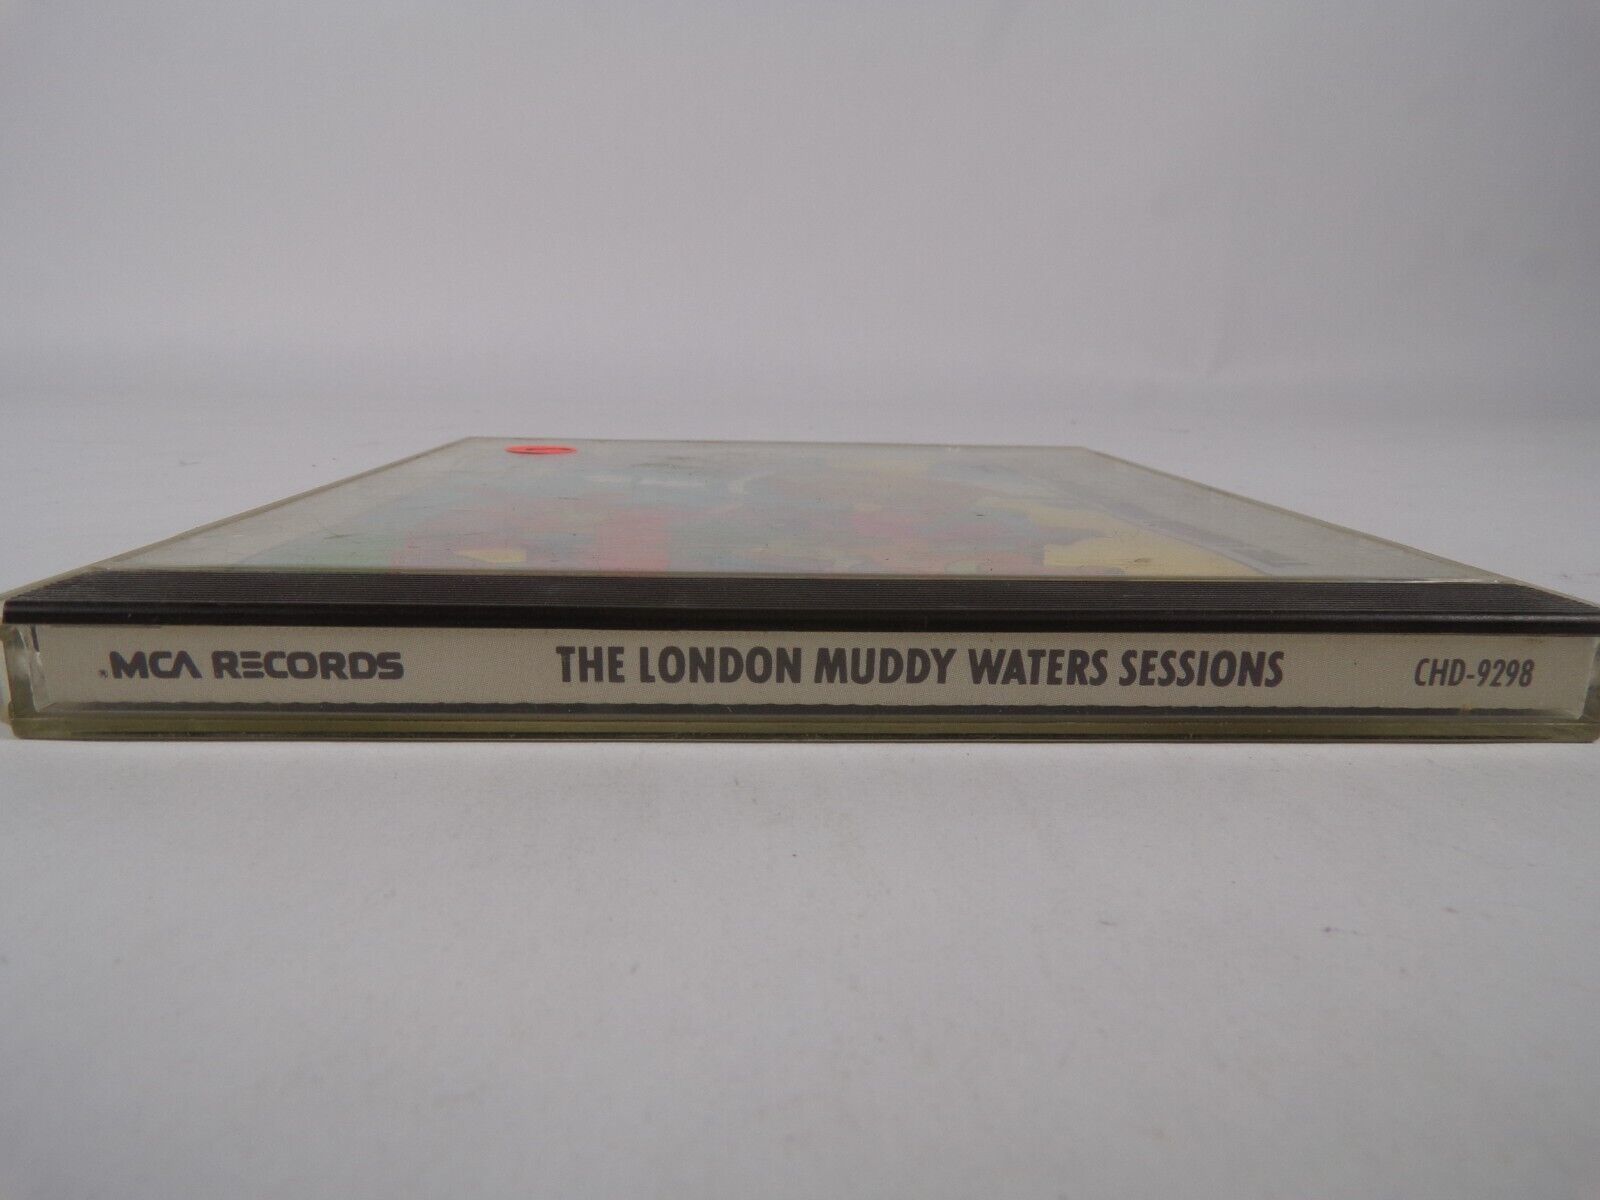 MCA RECORDS® THE LONDON MUDDY WATERS SESSIONS CHD-9298